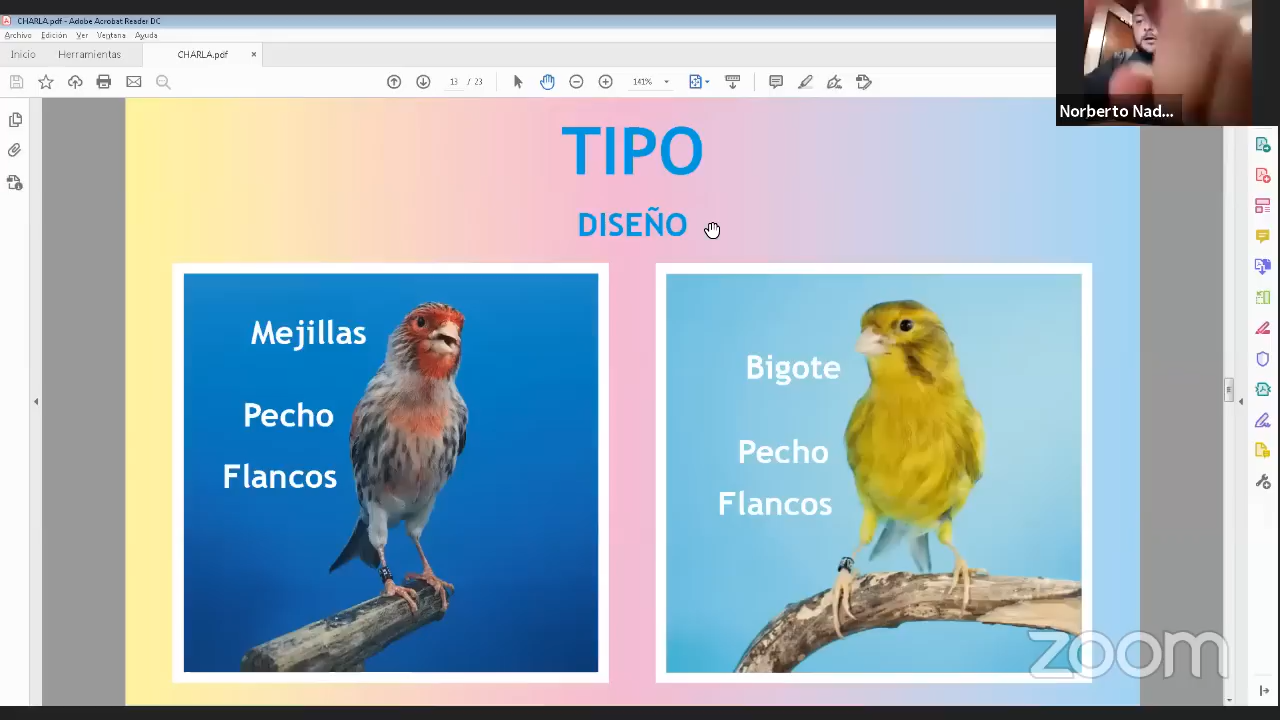 CHARLA.pdf - Adobe Acrobat Reader DC
Archivo Edición Ver Ventana Ayuda
Inicio Herramientas CHARLA.pdf ×
13 / 23 141%
Norberto Nad...
TIPO
DISEÑO
Mejillas
Pecho
Flancos
Bigote
Pecho
Flancos
zoom